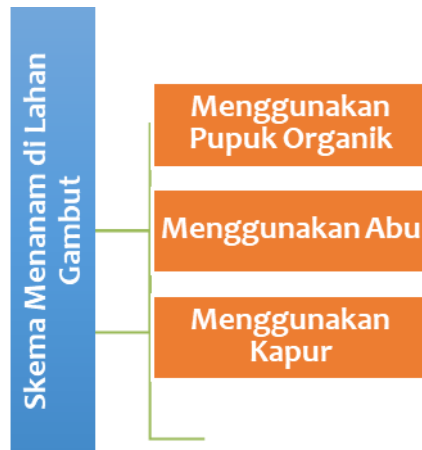 Skema Menanam di Lahan
Gambut
Menggunakan
Pupuk Organik
Menggunakan Abu
Menggunakan
Kapur